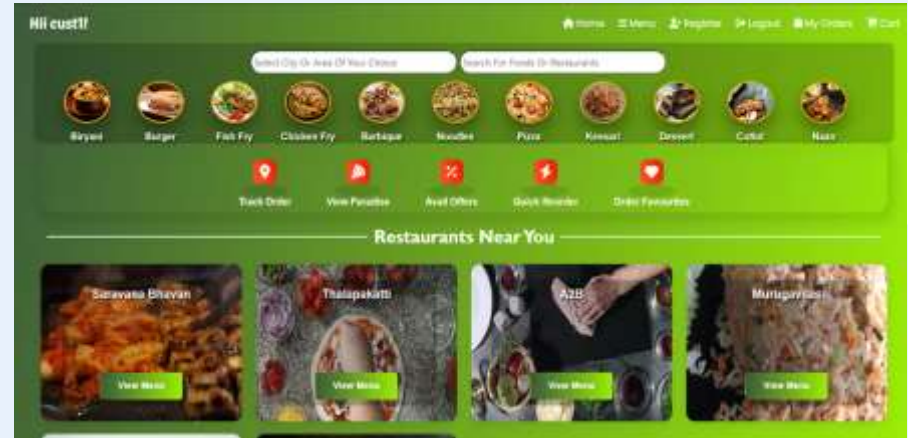 Hii cust1!
Home Menu Register Logout My Orders Cart
Select City Or Area Of Your Choice Search For Foods Or Restaurants
Biryani Burger Fish Fry Chicken Fry Barbique Noodles Pizza Dessert Cutlet Naan
Track Order View Paradise Avail Offers Quick Reorder Order Favourites
Restaurants Near You
Saravana Bhavan Thalapakatti A2B
View Menu View Menu View Menu View Menu